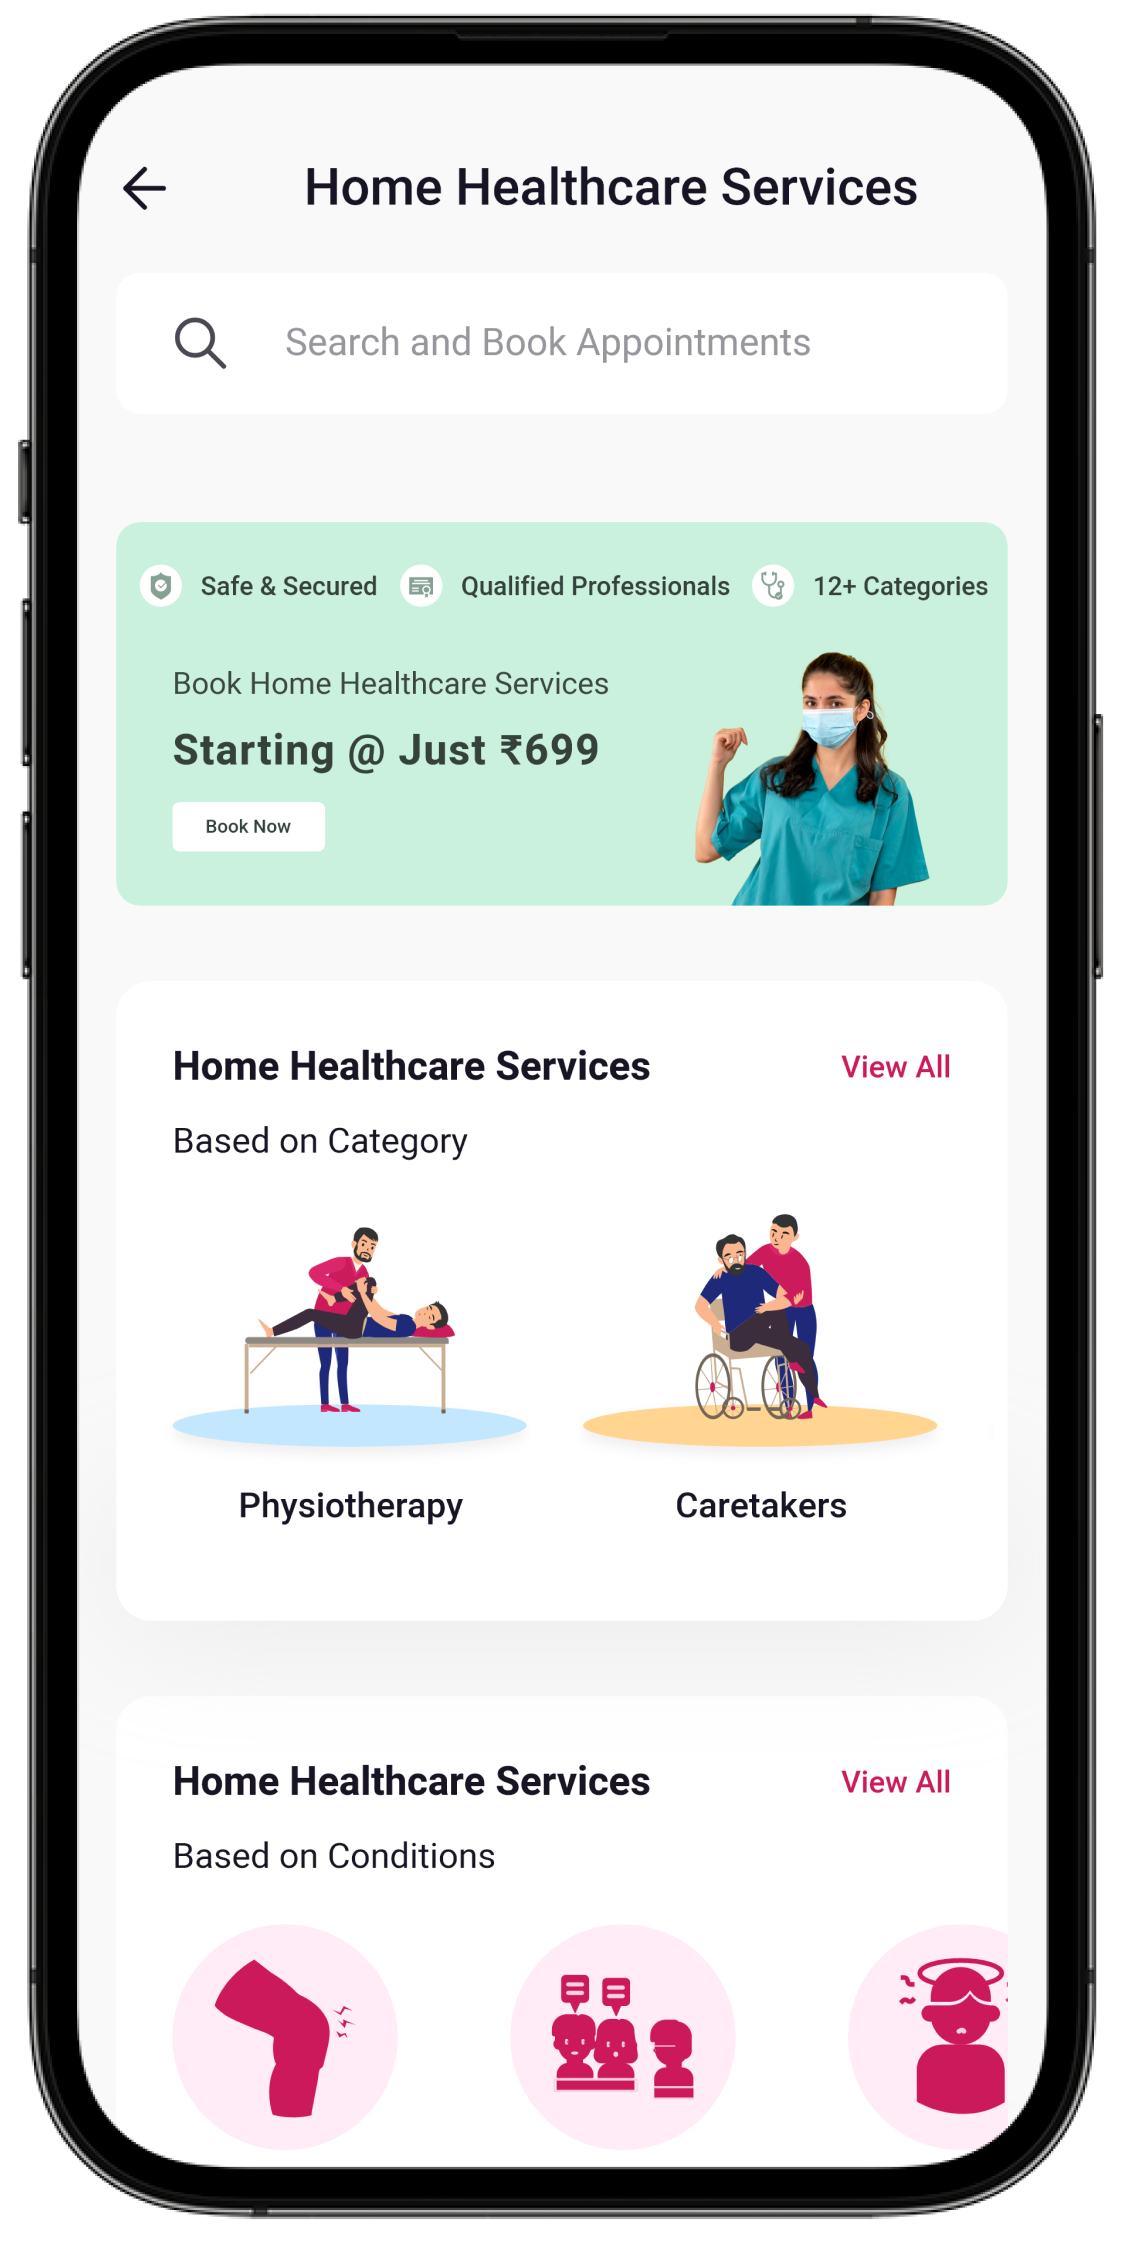 Home Healthcare Services
Search and Book Appointments
Safe & Secured
Qualified Professionals
12+ Categories
Book Home Healthcare Services
Starting @ Just ₹699
Book Now
Home Healthcare Services
View All
Based on Category
Physiotherapy
Caretakers
Home Healthcare Services
View All
Based on Conditions